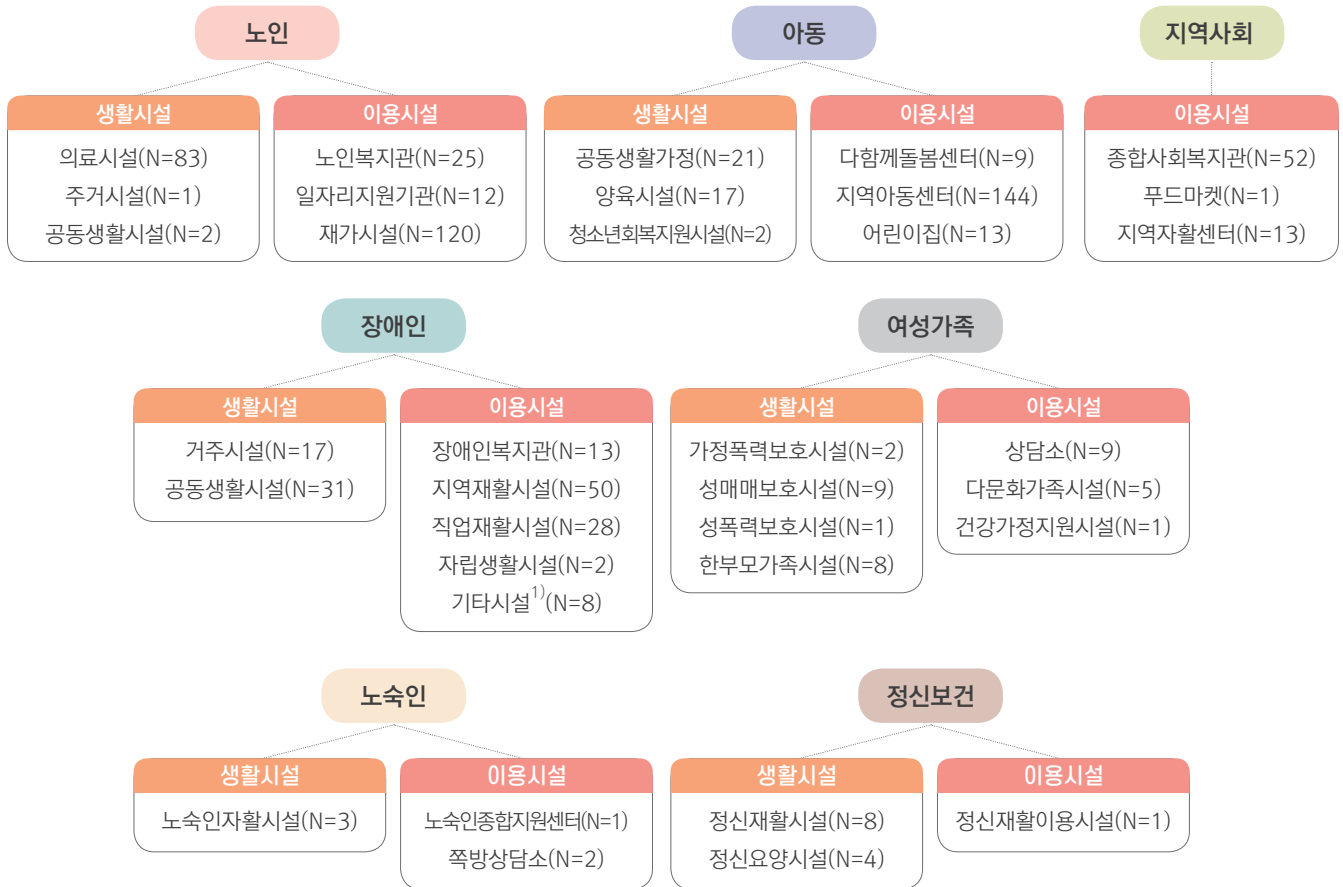 노인
생활시설
의료시설(N=83)
주거시설(N=1)
공동생활시설(N=2)
이용시설
노인복지관(N=25)
일자리지원기관(N=12)
재가시설(N=120)
아동
생활시설
공동생활가정(N=21)
양육시설(N=17)
청소년회복지원시설(N=2)
이용시설
다함께돌봄센터(N=9)
지역아동센터(N=144)
어린이집(N=13)
지역사회
이용시설
종합사회복지관(N=52)
푸드마켓(N=1)
지역자활센터(N=13)
장애인
생활시설
거주시설(N=17)
공동생활시설(N=31)
이용시설
장애인복지관(N=13)
지역재활시설(N=50)
직업재활시설(N=28)
자립생활시설(N=2)
기타시설1)(N=8)
여성가족
생활시설
가정폭력보호시설(N=2)
성매매보호시설(N=9)
성폭력보호시설(N=1)
한부모가족시설(N=8)
이용시설
상담소(N=9)
다문화가족시설(N=5)
건강가정지원시설(N=1)
노숙인
생활시설
노숙인자활시설(N=3)
이용시설
노숙인종합지원센터(N=1)
쪽방상담소(N=2)
정신보건
생활시설
정신재활시설(N=8)
정신요양시설(N=4)
이용시설
정신재활이용시설(N=1)